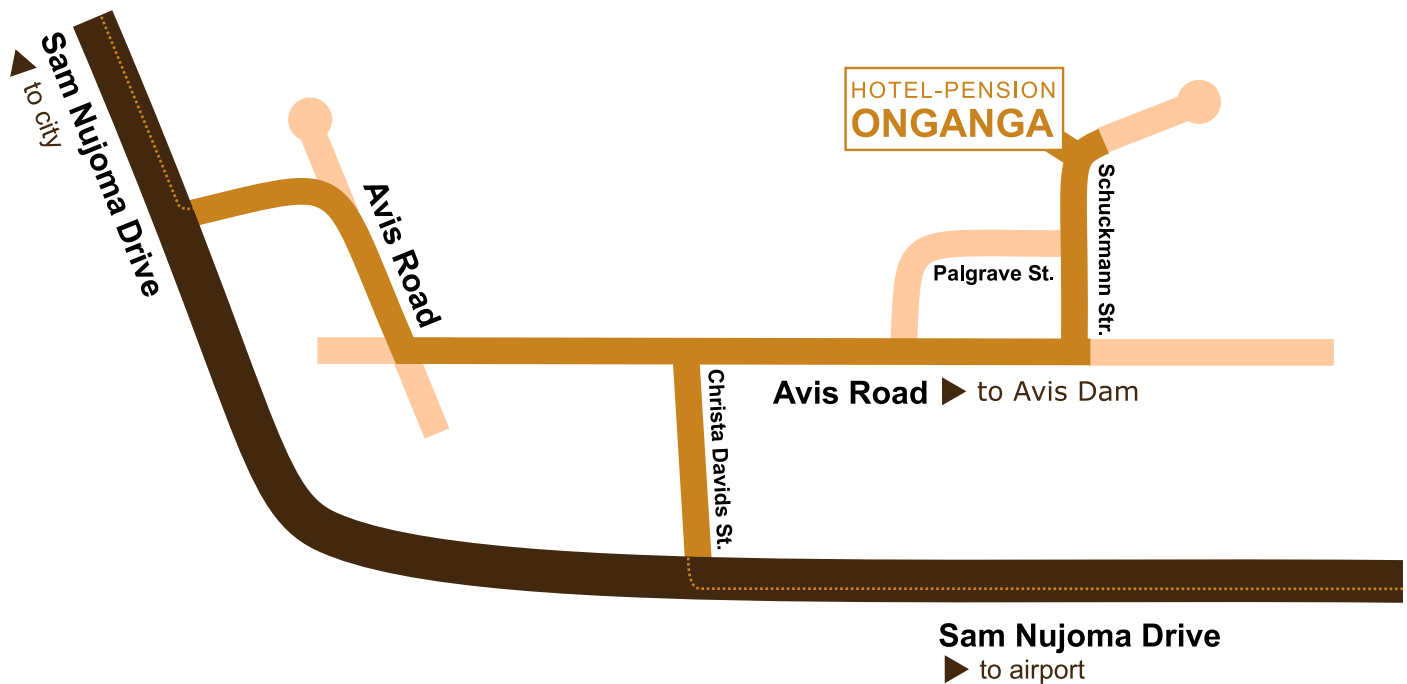 Sam Nujoma Drive
to city
Avis Road
HOTEL-PENSION
ONGANGA
Schuckmann Str.
Palgrave St.
Christa Davids St.
Avis Road to Avis Dam
Sam Nujoma Drive
to airport